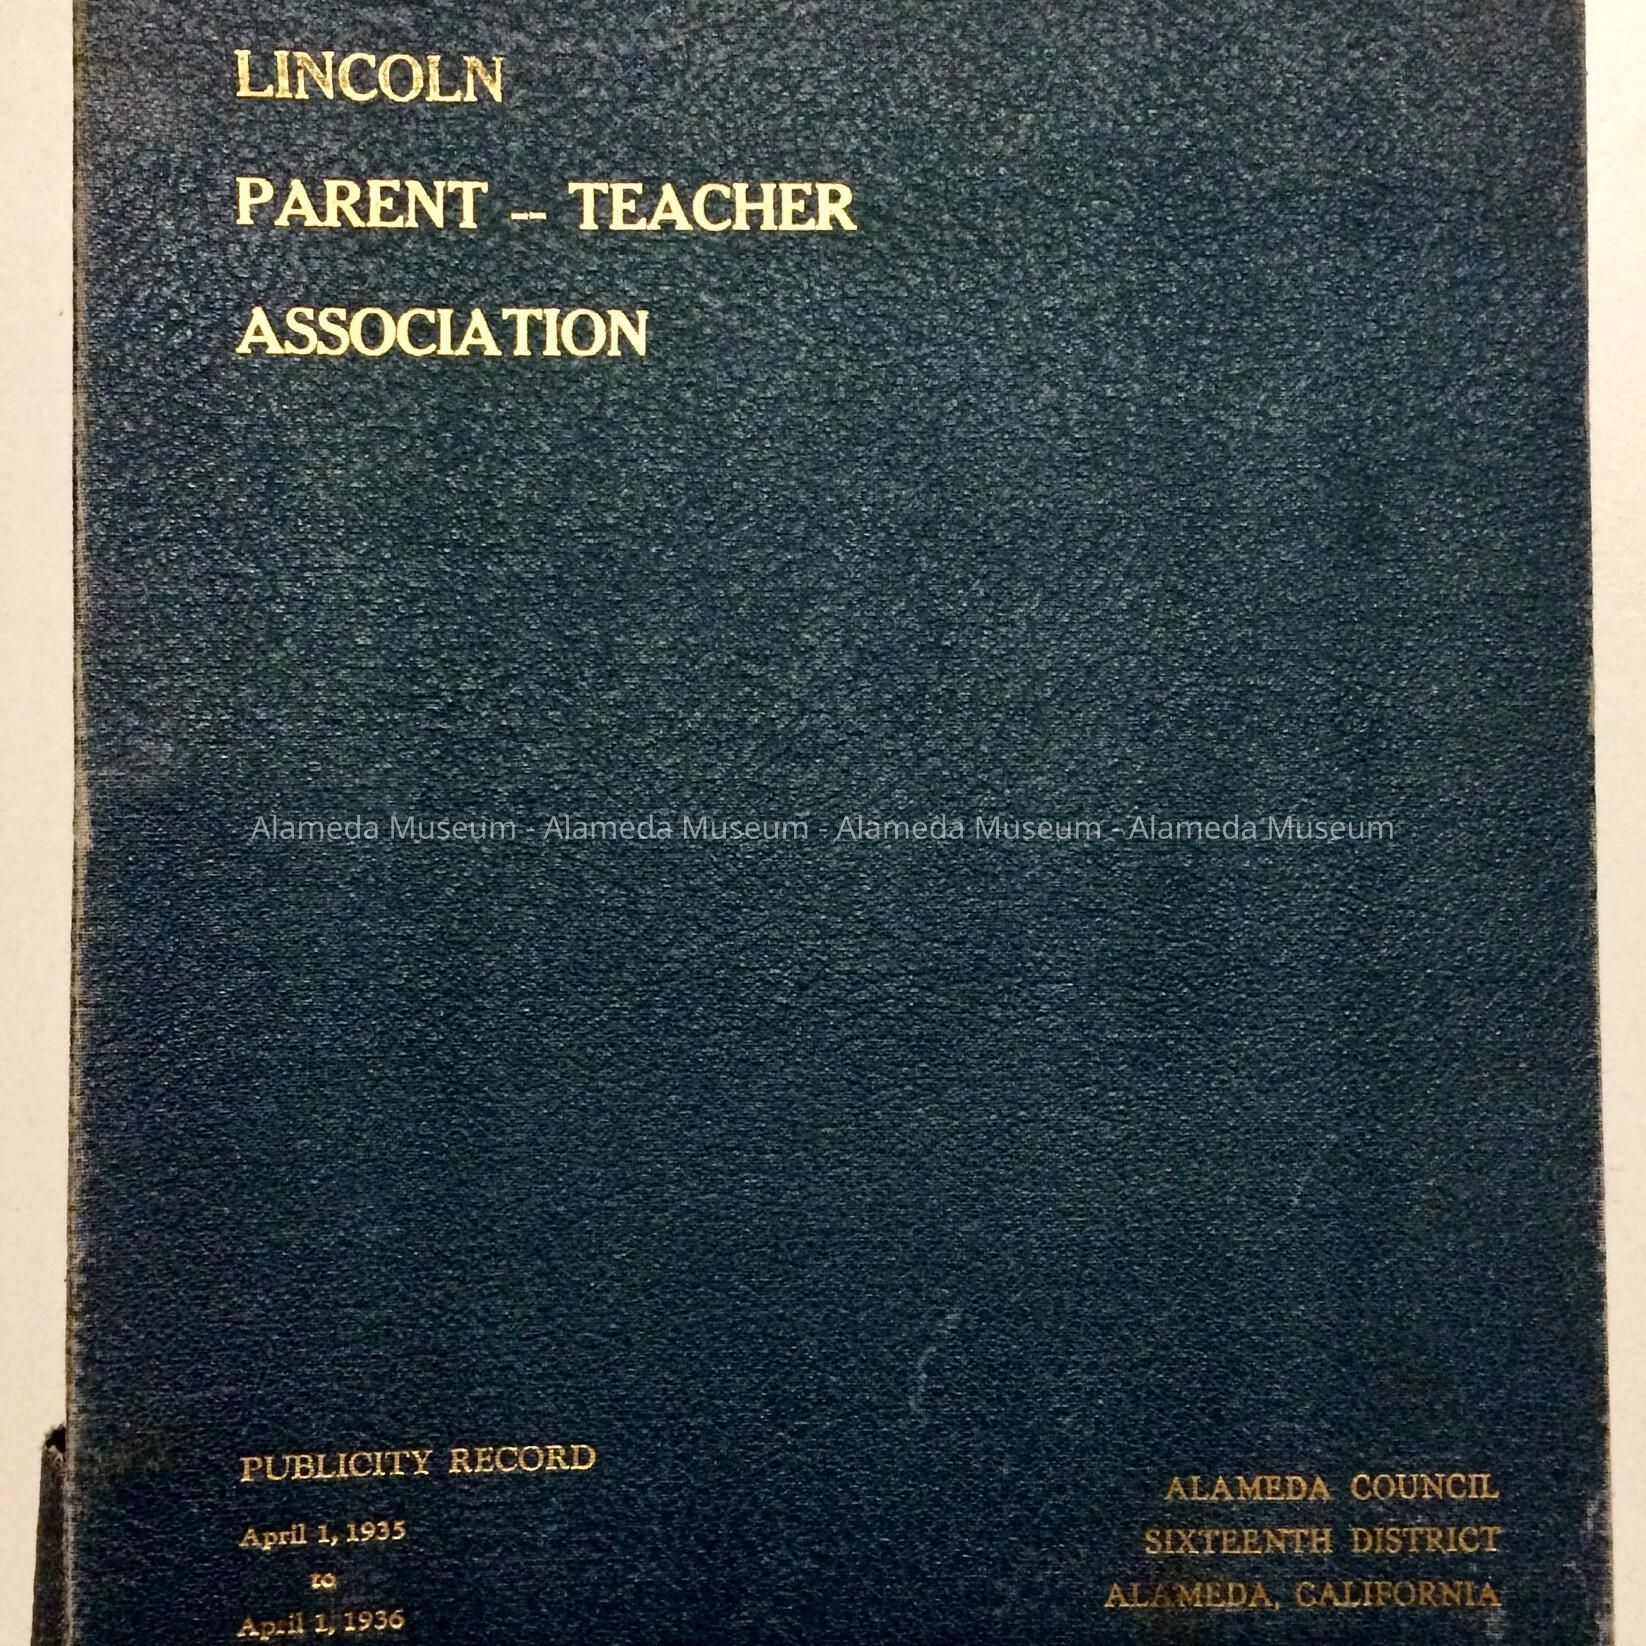 LINCOLN
PARENT -- TEACHER
ASSOCIATION
Alameda Museum - Alameda Museum - Alameda Museum - Alameda Museum
PUBLICITY RECORD
April 1, 1935
to
April 1, 1936
ALAMEDA COUNCIL
SIXTEENTH DISTRICT
ALAMEDA, CALIFORNIA